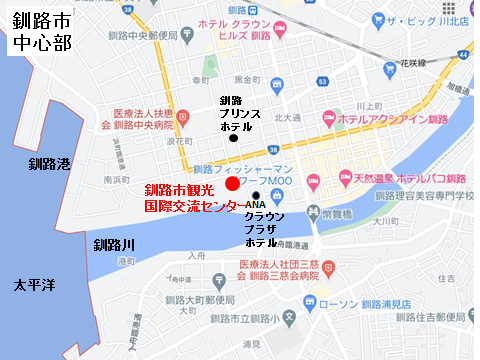 釧路市
中心部
釧路中央郵便局
ホテル クラウン
ヒルズ 釧路
ザ・ビッグ 川北店
花咲線
旭橋通
幸町
黒金町
53
川上町
北大通
医療法人扶恵
会 釧路中央病院
釧路
プリンス
ホテル
ホテルアクシアイン釧路
浪花町
38
38
釧路港
南浜町
釧路フィッシャーマン
ワーフMOO
天然温泉 ホテルパコ釧路
釧路市観光
国際交流センター
ANA
クラウン
プラザ
ホテル
釧路理容美容専門学校
幣舞橋
大川町
釧路川
港町
入舟
舟見町
太平洋
医療法人社団三慈
会 釧路三慈会病院
住吉
釧路大町郵便局
ローソン 釧路浦見店
釧路市立釧路小
釧路住吉郵便局